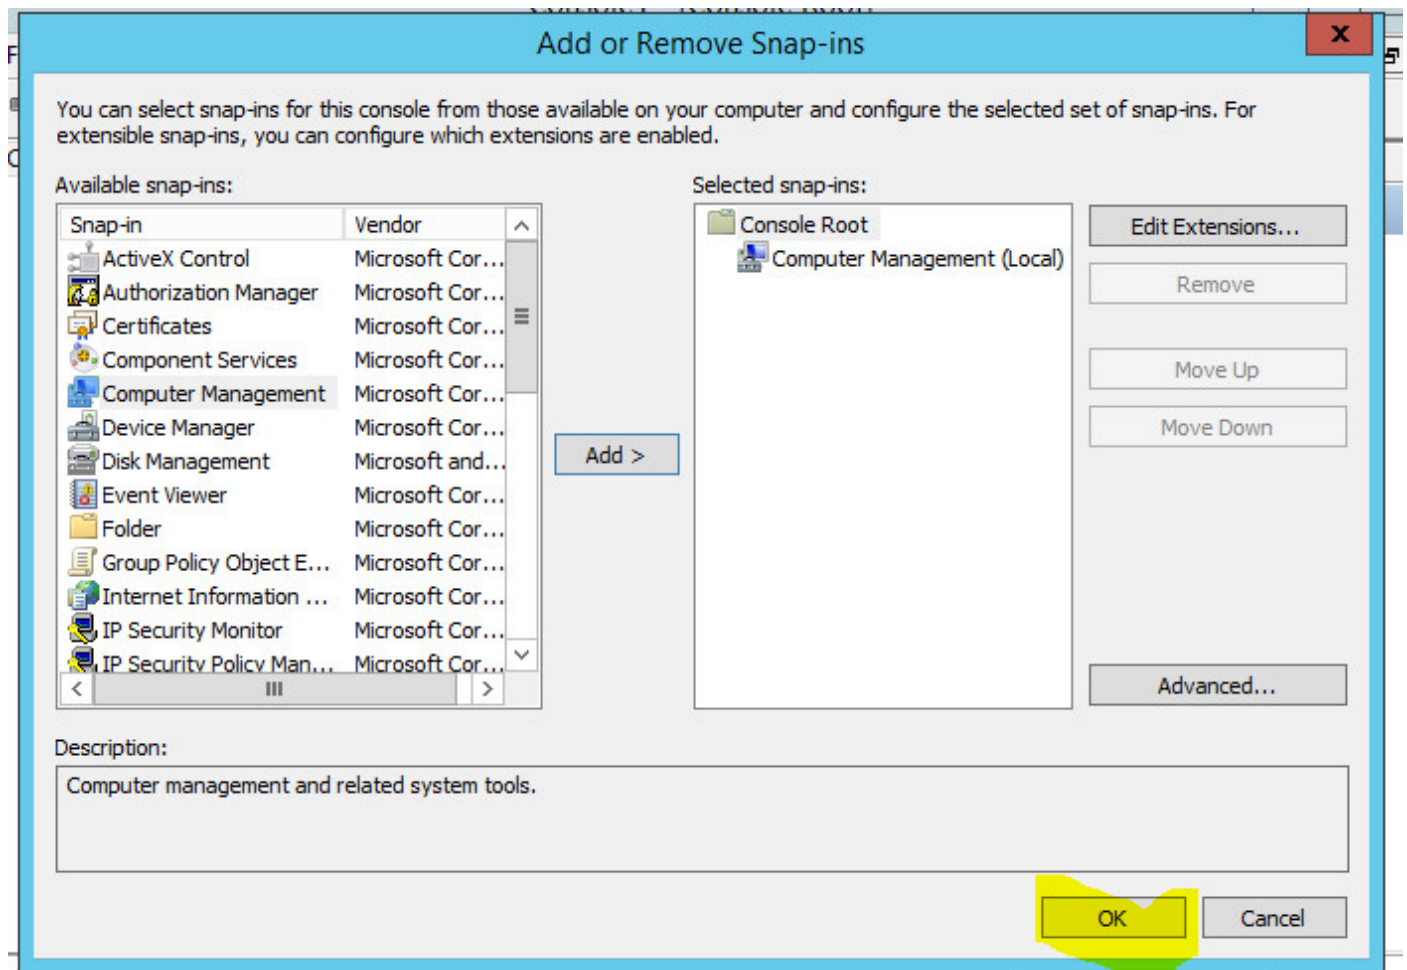 Add or Remove Snap-ins
x
You can select snap-ins for this console from those available on your computer and configure the selected set of snap-ins. For
extensible snap-ins, you can configure which extensions are enabled.
Available snap-ins:
Selected snap-ins:
Snap-in Vendor
ActiveX Control Microsoft Cor...
Authorization Manager Microsoft Cor...
Certificates Microsoft Cor...
Component Services Microsoft Cor...
Computer Management Microsoft Cor...
Device Manager Microsoft Cor...
Disk Management Microsoft and...
Event Viewer Microsoft Cor...
Folder Microsoft Cor...
Group Policy Object E... Microsoft Cor...
Internet Information ... Microsoft Cor...
IP Security Monitor Microsoft Cor...
IP Security Policy Man... Microsoft Cor...
Add >
Console Root
Computer Management (Local)
Edit Extensions...
Remove
Move Up
Move Down
Advanced...
Description:
Computer management and related system tools.
OK
Cancel